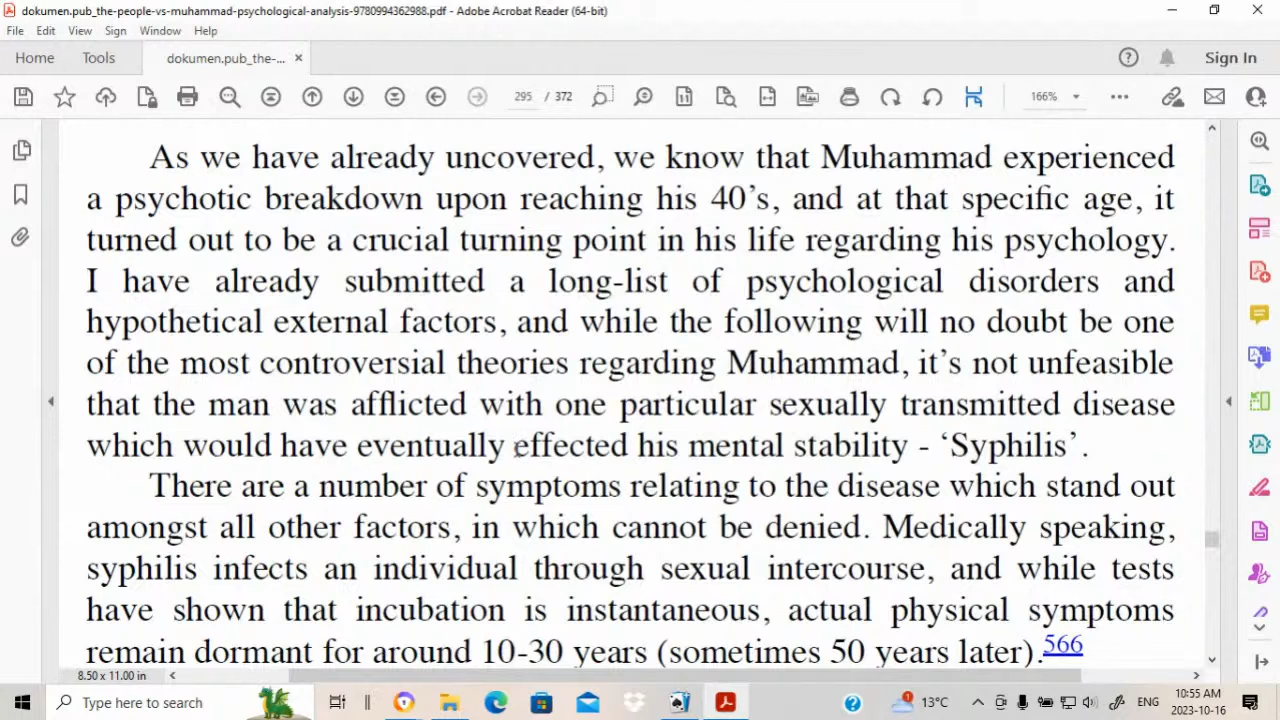 dokumen.pub_the-people-vs-muhammad-psychological-analysis-9780994362988.pdf - Adobe Acrobat Reader (64-bit)
File Edit View Sign Window Help
Home Tools dokumen.pub_the-... × Sign In
295 / 372 166%
As we have already uncovered, we know that Muhammad experienced
a psychotic breakdown upon reaching his 40's, and at that specific age, it
turned out to be a crucial turning point in his life regarding his psychology.
I have already submitted a long-list of psychological disorders and
hypothetical external factors, and while the following will no doubt be one
of the most controversial theories regarding Muhammad, it's not unfeasible
that the man was afflicted with one particular sexually transmitted disease
which would have eventually effected his mental stability - 'Syphilis'.
There are a number of symptoms relating to the disease which stand out
amongst all other factors, in which cannot be denied. Medically speaking,
syphilis infects an individual through sexual intercourse, and while tests
have shown that incubation is instantaneous, actual physical symptoms
remain dormant for around 10-30 years (sometimes 50 years later).566
8.50 x 11.00 in
Type here to search 13°C ENG 10:55 AM
2023-10-16